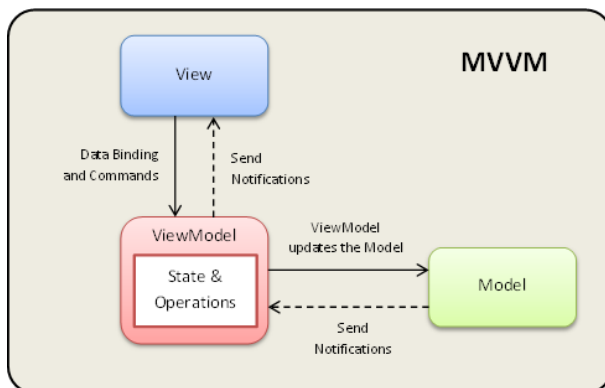 MVVM
View
Data Binding
and Commands
Send
Notifications
ViewModel
State &
Operations
ViewModel
updates the Model
Model
Send
Notifications